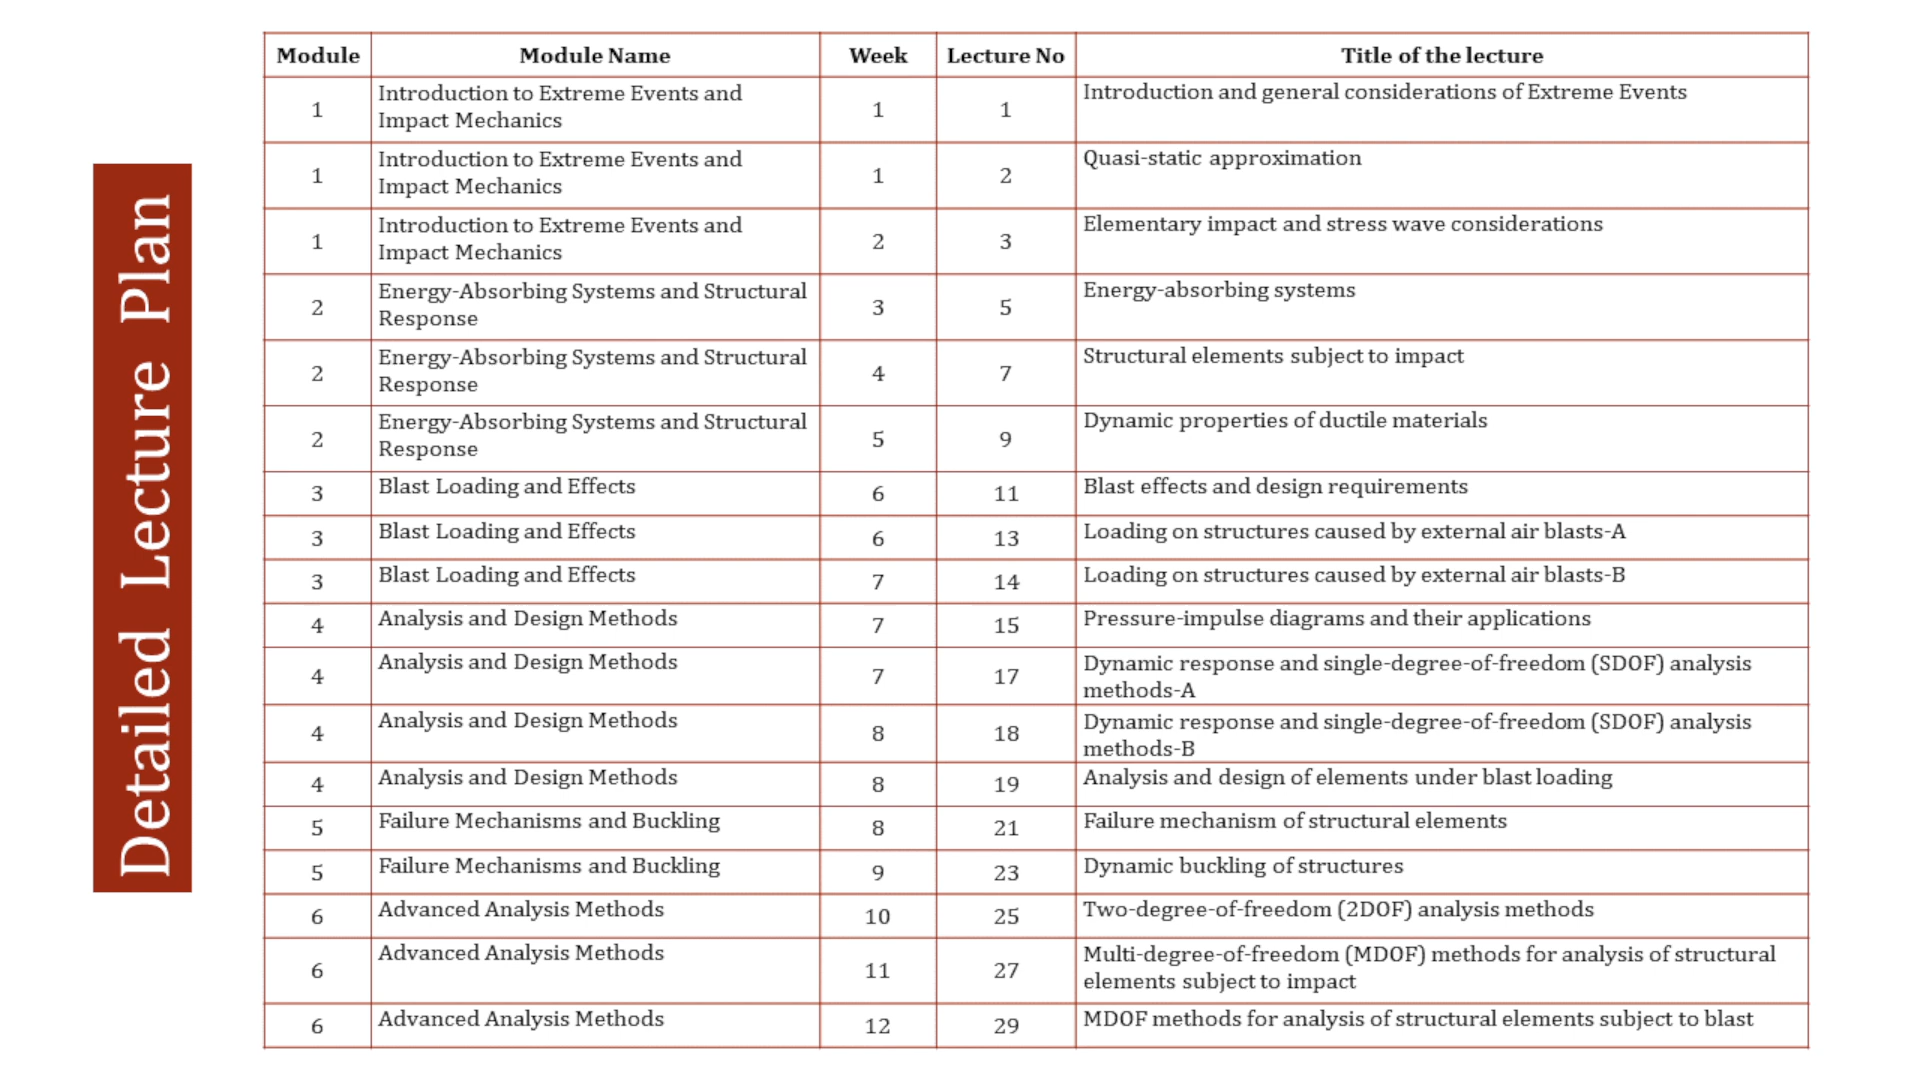 Detailed Lecture Plan
Module Module Name Week Lecture No Title of the lecture
1 Introduction to Extreme Events and Impact Mechanics 1 1 Introduction and general considerations of Extreme Events
1 Introduction to Extreme Events and Impact Mechanics 1 2 Quasi-static approximation
1 Introduction to Extreme Events and Impact Mechanics 2 3 Elementary impact and stress wave considerations
2 Energy-Absorbing Systems and Structural Response 3 5 Energy-absorbing systems
2 Energy-Absorbing Systems and Structural Response 4 7 Structural elements subject to impact
2 Energy-Absorbing Systems and Structural Response 5 9 Dynamic properties of ductile materials
3 Blast Loading and Effects 6 11 Blast effects and design requirements
3 Blast Loading and Effects 6 13 Loading on structures caused by external air blasts-A
3 Blast Loading and Effects 7 14 Loading on structures caused by external air blasts-B
4 Analysis and Design Methods 7 15 Pressure-impulse diagrams and their applications
4 Analysis and Design Methods 7 17 Dynamic response and single-degree-of-freedom (SDOF) analysis methods-A
4 Analysis and Design Methods 8 18 Dynamic response and single-degree-of-freedom (SDOF) analysis methods-B
4 Analysis and Design Methods 8 19 Analysis and design of elements under blast loading
5 Failure Mechanisms and Buckling 8 21 Failure mechanism of structural elements
5 Failure Mechanisms and Buckling 9 23 Dynamic buckling of structures
6 Advanced Analysis Methods 10 25 Two-degree-of-freedom (2DOF) analysis methods
6 Advanced Analysis Methods 11 27 Multi-degree-of-freedom (MDOF) methods for analysis of structural elements subject to impact
6 Advanced Analysis Methods 12 29 MDOF methods for analysis of structural elements subject to blast